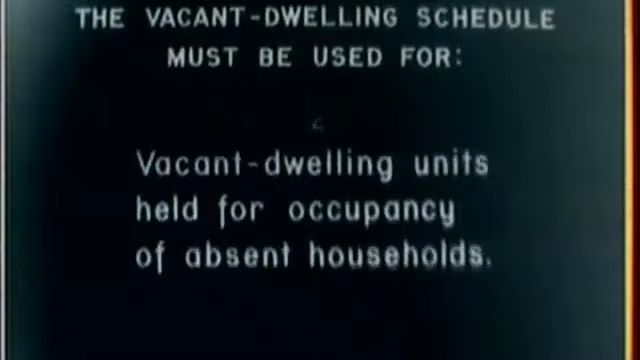 THE VACANT-DWELLING SCHEDULE
MUST BE USED FOR:
Vacant-dwelling units
held for occupancy
of absent households.